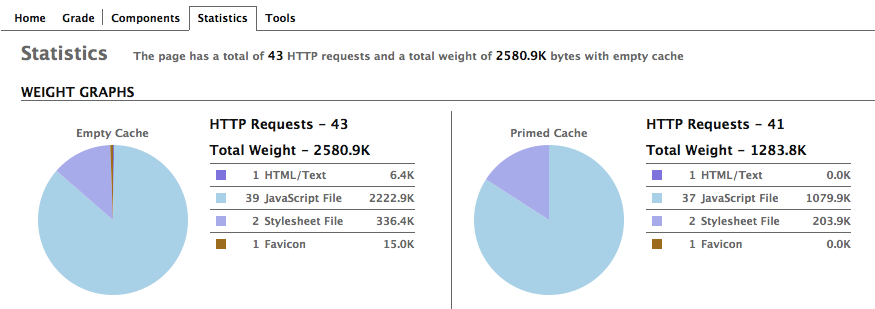 Home Grade Components Statistics Tools
Statistics The page has a total of 43 HTTP requests and a total weight of 2580.9K bytes with empty cache
WEIGHT GRAPHS
Empty Cache
HTTP Requests - 43
Total Weight - 2580.9K
1 HTML/Text 6.4K
39 JavaScript File 2222.9K
2 Stylesheet File 336.4K
1 Favicon 15.0K
Primed Cache
HTTP Requests - 41
Total Weight - 1283.8K
1 HTML/Text 0.0K
37 JavaScript File 1079.9K
2 Stylesheet File 203.9K
1 Favicon 0.0K